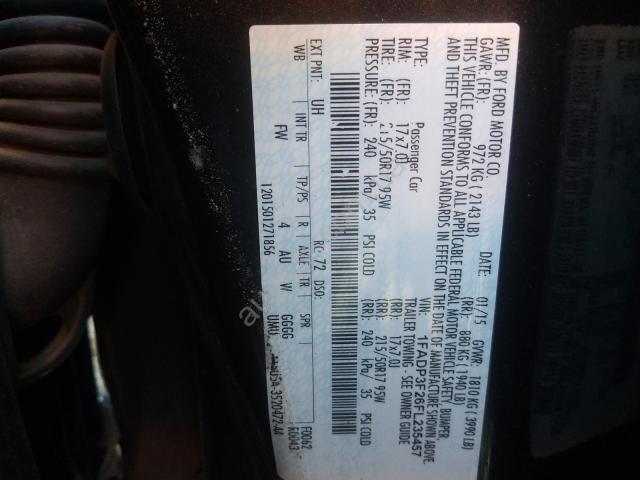 MFD. BY FORD MOTOR CO.
DATE: 01/15 GVWR: 1810 KG ( 3990 LB)
GAWR: (FR): 972 KG ( 2143 LB) (RR): 880 KG ( 1940 LB)
THIS VEHICLE CONFORMS TO ALL APPLICABLE FEDERAL MOTOR VEHICLE SAFETY, BUMPER,
AND THEFT PREVENTION STANDARDS IN EFFECT ON THE DATE OF MANUFACTURE SHOWN ABOVE.
VIN: 1FADP3F26FL235457
TYPE: Passenger Car TRAILER TOWING - SEE OWNER GUIDE
RIM: (FR): 17x7.0J (RR): 17x7.0J
TIRE: (FR): 215/50R17 95W (RR): 215/50R17 95W
PRESSURE: (FR): 240 kPa/ 35 PSI COLD (RR): 240 kPa/ 35 PSI COLD
EXT PNT: UH RC: 72 DSO:
WB INT TR TP/PS R AXLE TR SPR
FW 4 AU W GGGG UMU
F0062
K0043
1201501271856